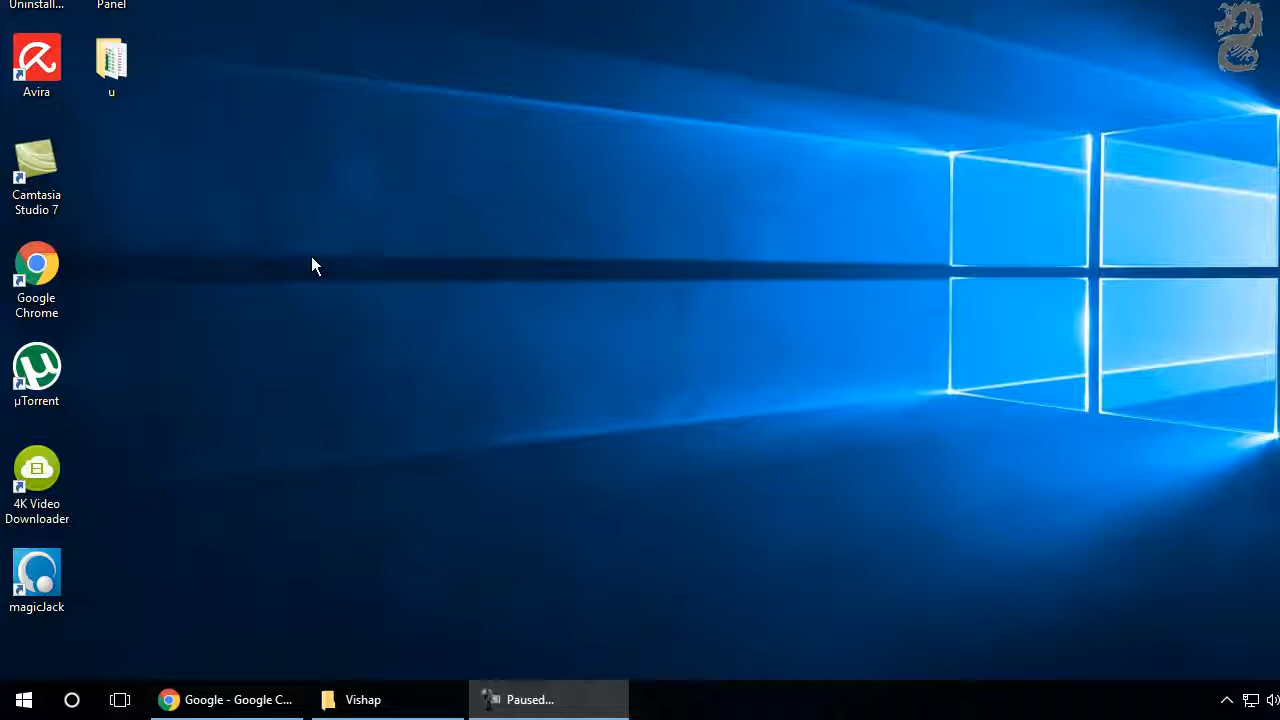 Uninstall...
Panel
Avira
u
Camtasia
Studio 7
Google
Chrome
µTorrent
4K Video
Downloader
magicJack
Google - Google C...
Vishap
Paused...